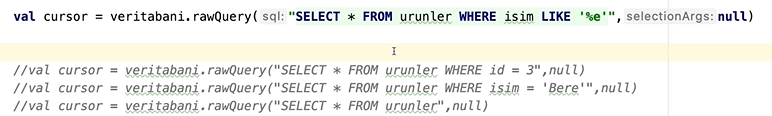 val cursor = veritabani.rawQuery( sql: "SELECT * FROM urunler WHERE isim LIKE '%e'", selectionArgs: null)
//val cursor = veritabani.rawQuery("SELECT * FROM urunler WHERE id = 3",null)
//val cursor = veritabani.rawQuery("SELECT * FROM urunler WHERE isim = 'Bere'",null)
//val cursor = veritabani.rawQuery("SELECT * FROM urunler",null)